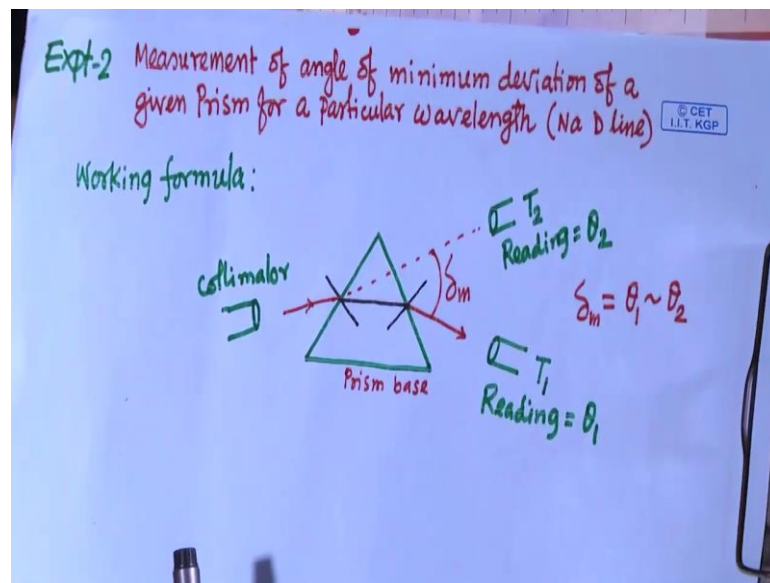 Expt-2 Measurement of angle of minimum deviation of a
given Prism for a particular wavelength (Na D line)
© CET
I.I.T. KGP
Working formula:
collimator
T₂
Reading = θ₂
δₘ
δₘ = θ₁ ~ θ₂
T₁
Reading = θ₁
Prism base